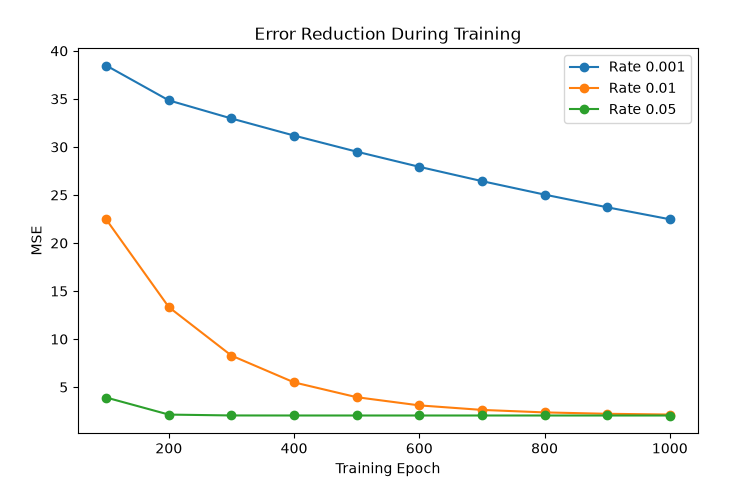 Error Reduction During Training
Rate 0.001
Rate 0.01
Rate 0.05
MSE
40
35
30
25
20
15
10
5
200 400 600 800 1000
Training Epoch